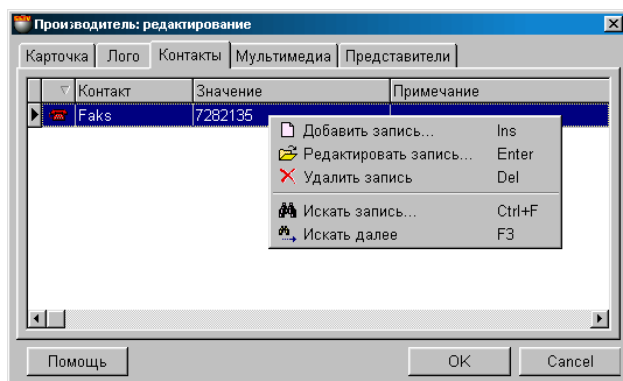 Производитель: редактирование
Карточка Лого Контакты Мультимедиа Представители
Контакт Значение Примечание
Faks 7282135
Добавить запись... Ins
Редактировать запись... Enter
Удалить запись Del
Искать запись... Ctrl+F
Искать далее F3
Помощь OK Cancel